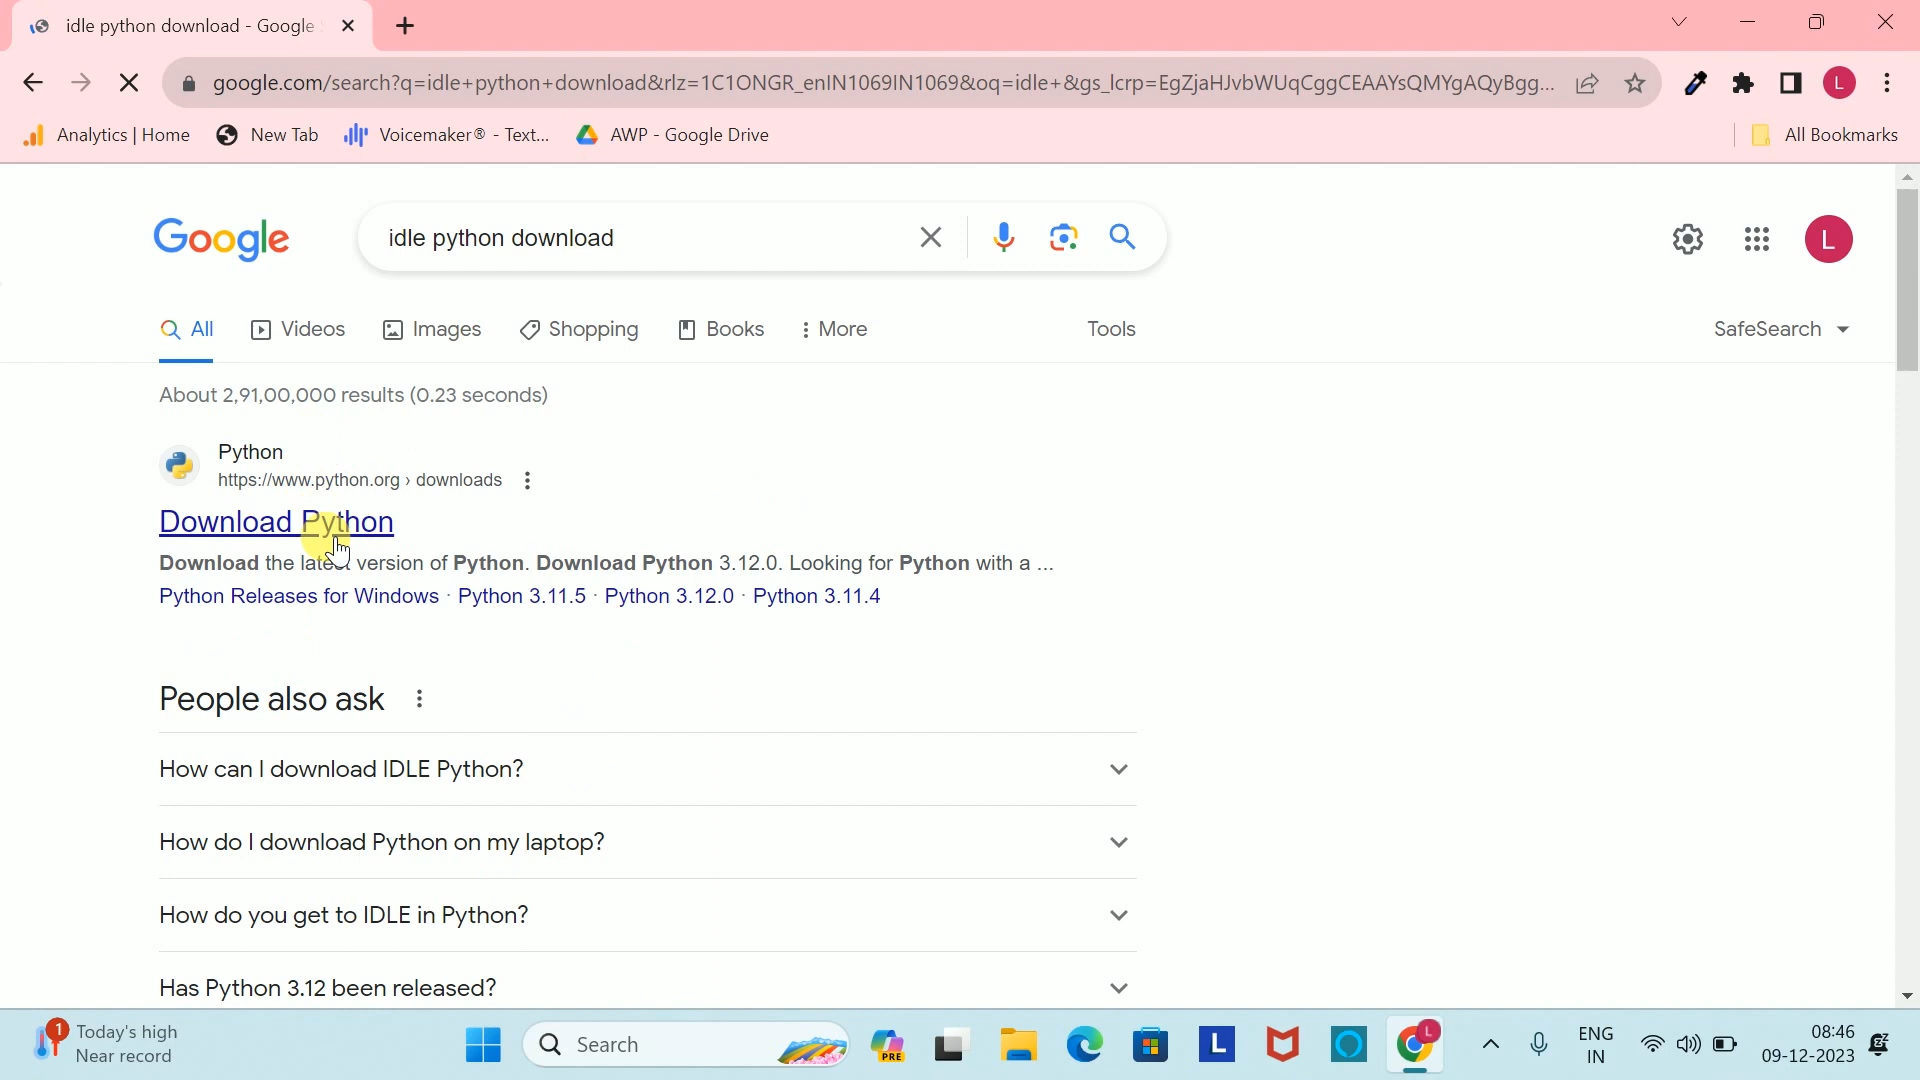 idle python download - Google
google.com/search?q=idle+python+download&rlz=1C1ONGR_enIN1069IN1069&oq=idle+&gs_lcrp=EgZjaHJvbWUqCggCEAAYsQMYgAQyBgg...
L
Analytics | Home
New Tab
Voicemaker® - Text...
AWP - Google Drive
All Bookmarks
Google
idle python download
L
All
Videos
Images
Shopping
Books
More
Tools
SafeSearch
About 2,91,00,000 results (0.23 seconds)
Python
https://www.python.org › downloads
Download Python
Download the latest version of Python. Download Python 3.12.0. Looking for Python with a ...
Python Releases for Windows · Python 3.11.5 · Python 3.12.0 · Python 3.11.4
People also ask
How can I download IDLE Python?
How do I download Python on my laptop?
How do you get to IDLE in Python?
Has Python 3.12 been released?
1
Today's high
Near record
Search
PRE
L
L
ENG
IN
08:46
09-12-2023